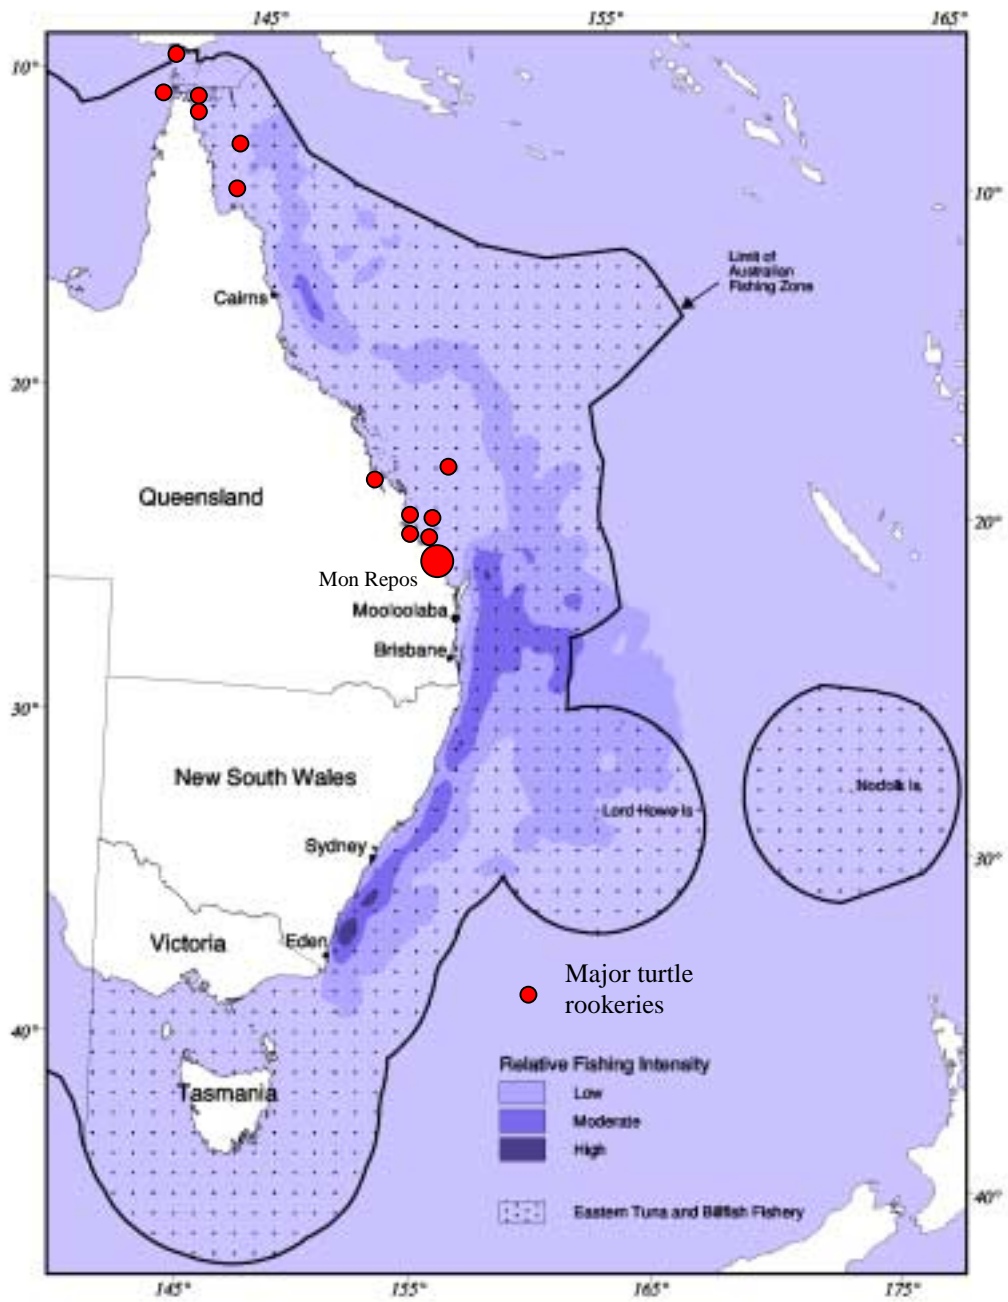 145°
155°
165°
10°
10°
Limit of
Australian
Fishing Zone
Cairns
20°
Queensland
20°
Mon Repos
Mooloolaba
Brisbane
30°
New South Wales
Norfolk Is.
Lord Howe Is
Sydney
30°
Victoria
Eden
Major turtle
rookeries
40°
Relative Fishing Intensity
Low
Tasmania
Moderate
High
40°
Eastern Tuna and Billfish Fishery
145°
155°
165°
175°